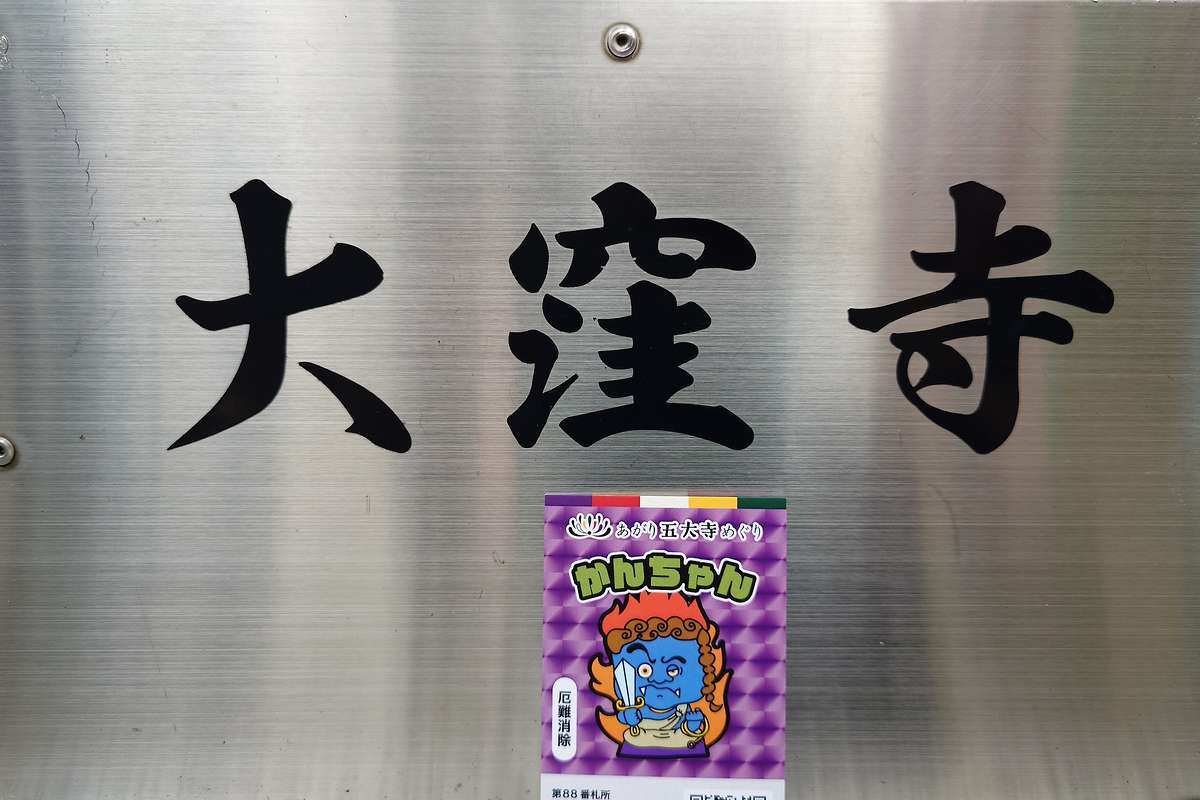 大窪寺
あがり五大寺めぐり
かんちゃん
厄難消除
第88番札所